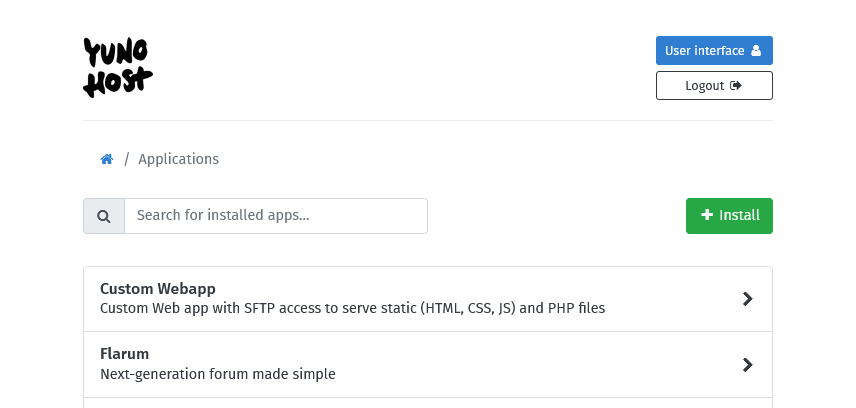 YUNO
HOST
User interface
Logout
/ Applications
Search for installed apps...
Install
Custom Webapp
Custom Web app with SFTP access to serve static (HTML, CSS, JS) and PHP files
Flarum
Next-generation forum made simple